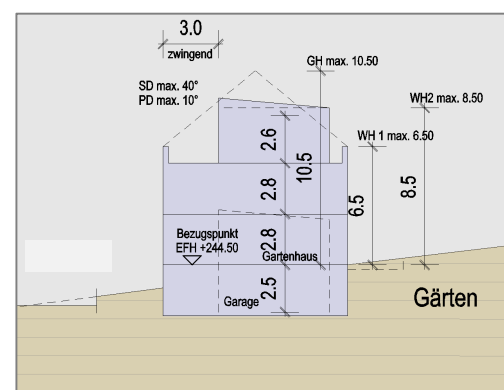 3.0
zwingend
GH max. 10.50
SD max. 40°
PD max. 10°
WH2 max. 8.50
WH 1 max. 6.50
2.6
10.5
2.8
6.5
8.5
Bezugspunkt
EFH +244.50
2.8
Gartenhaus
2.5
Garage
Gärten